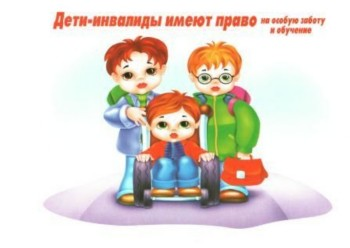 Дети-инвалиды имеют право на особую заботу
и обучение